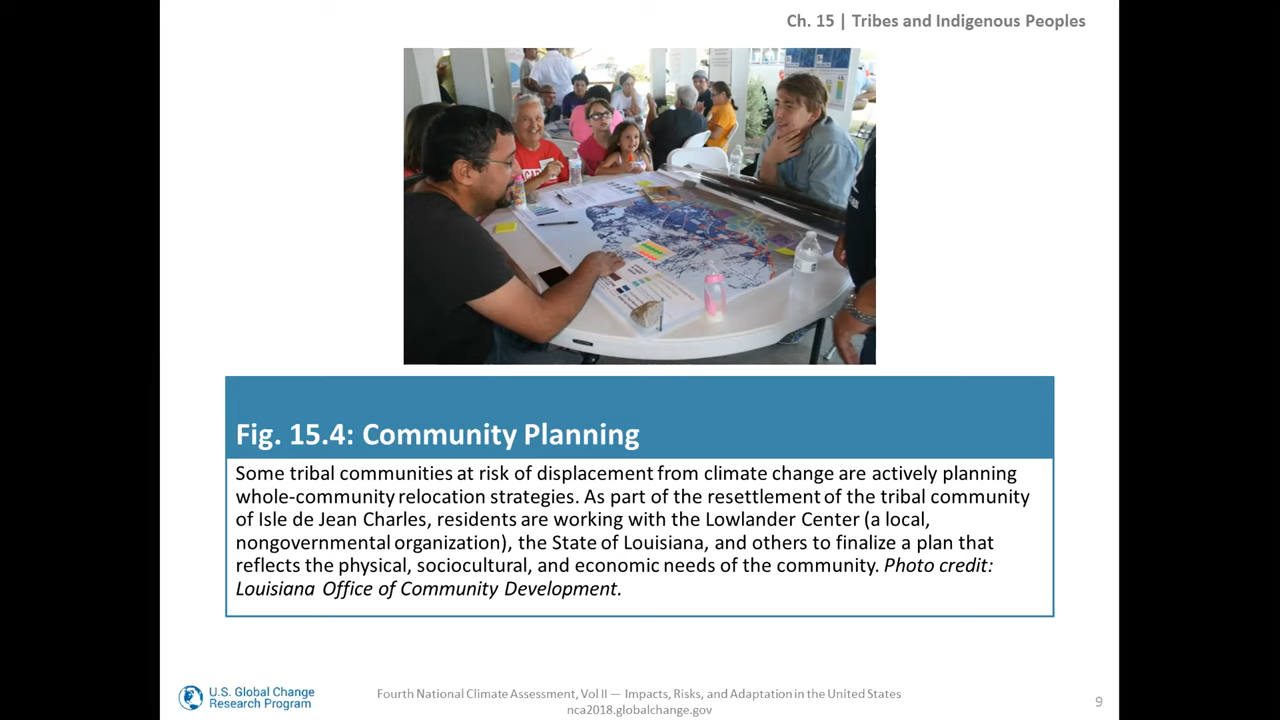 Ch. 15 | Tribes and Indigenous Peoples
Fig. 15.4: Community Planning
Some tribal communities at risk of displacement from climate change are actively planning
whole-community relocation strategies. As part of the resettlement of the tribal community
of Isle de Jean Charles, residents are working with the Lowlander Center (a local,
nongovernmental organization), the State of Louisiana, and others to finalize a plan that
reflects the physical, sociocultural, and economic needs of the community. Photo credit:
Louisiana Office of Community Development.
U.S. Global Change
Research Program
Fourth National Climate Assessment, Vol II — Impacts, Risks, and Adaptation in the United States
nca2018.globalchange.gov
9